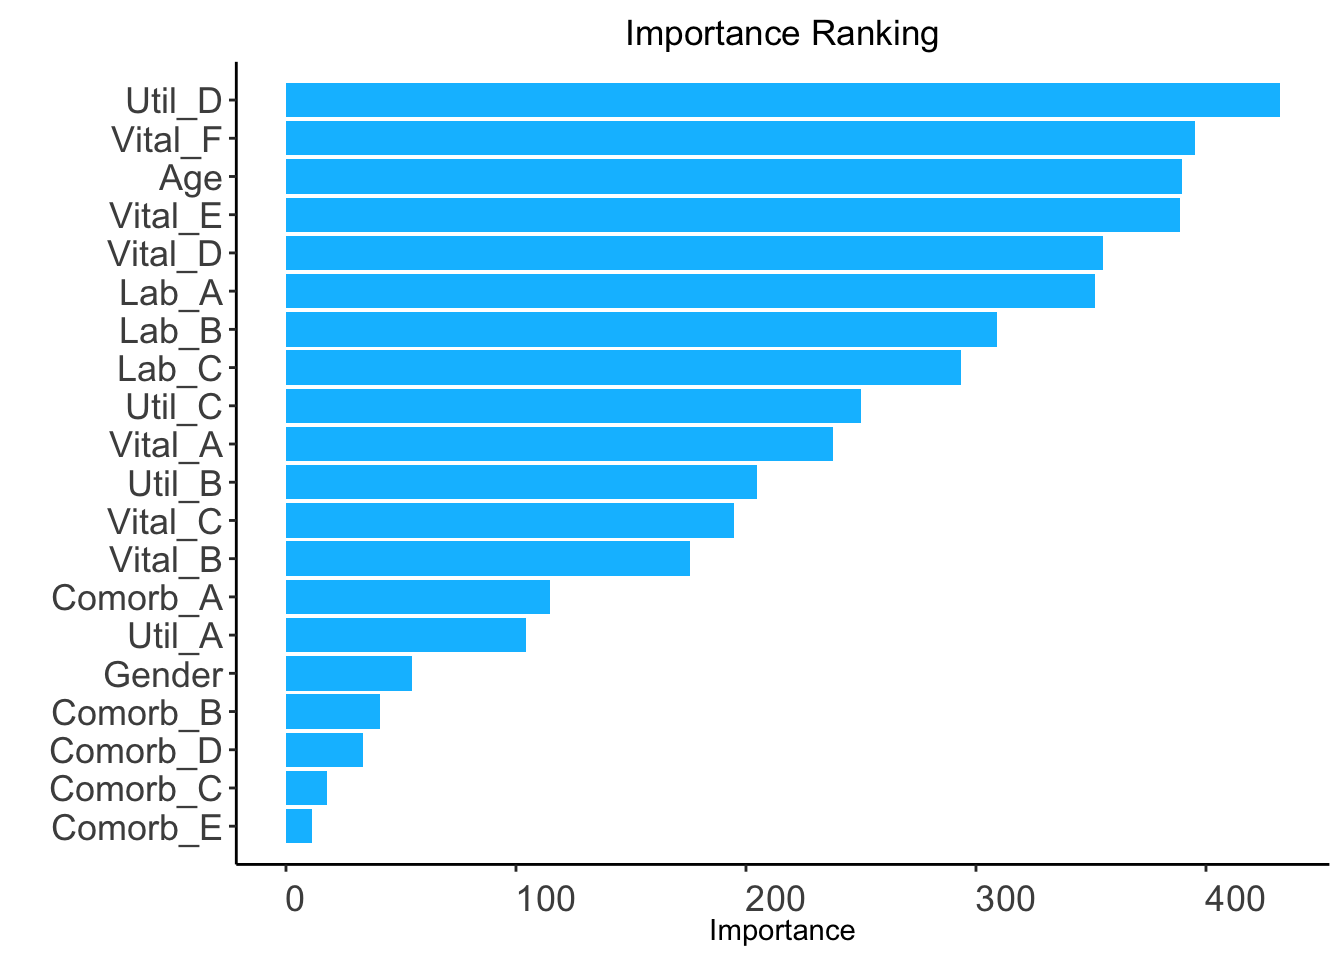 Importance Ranking
Util_D
Vital_F
Age
Vital_E
Vital_D
Lab_A
Lab_B
Lab_C
Util_C
Vital_A
Util_B
Vital_C
Vital_B
Comorb_A
Util_A
Gender
Comorb_B
Comorb_D
Comorb_C
Comorb_E
0 100 200 300 400
Importance